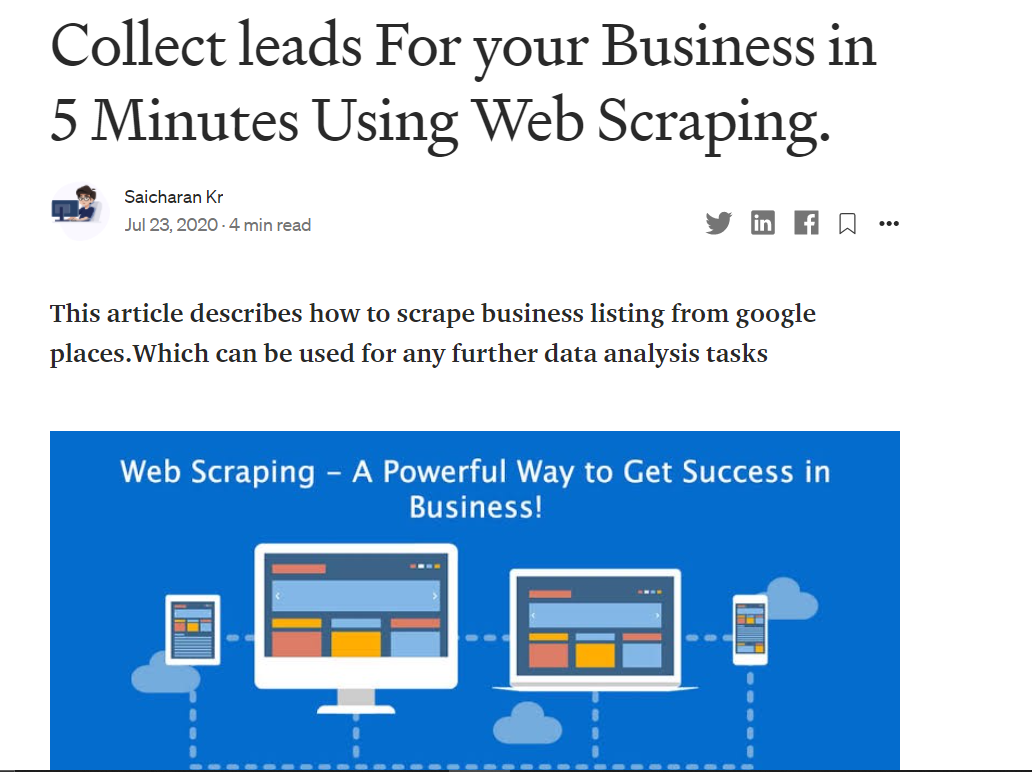 Collect leads For your Business in
5 Minutes Using Web Scraping.
Saicharan Kr
Jul 23, 2020 · 4 min read
This article describes how to scrape business listing from google
places.Which can be used for any further data analysis tasks
Web Scraping – A Powerful Way to Get Success in
Business!